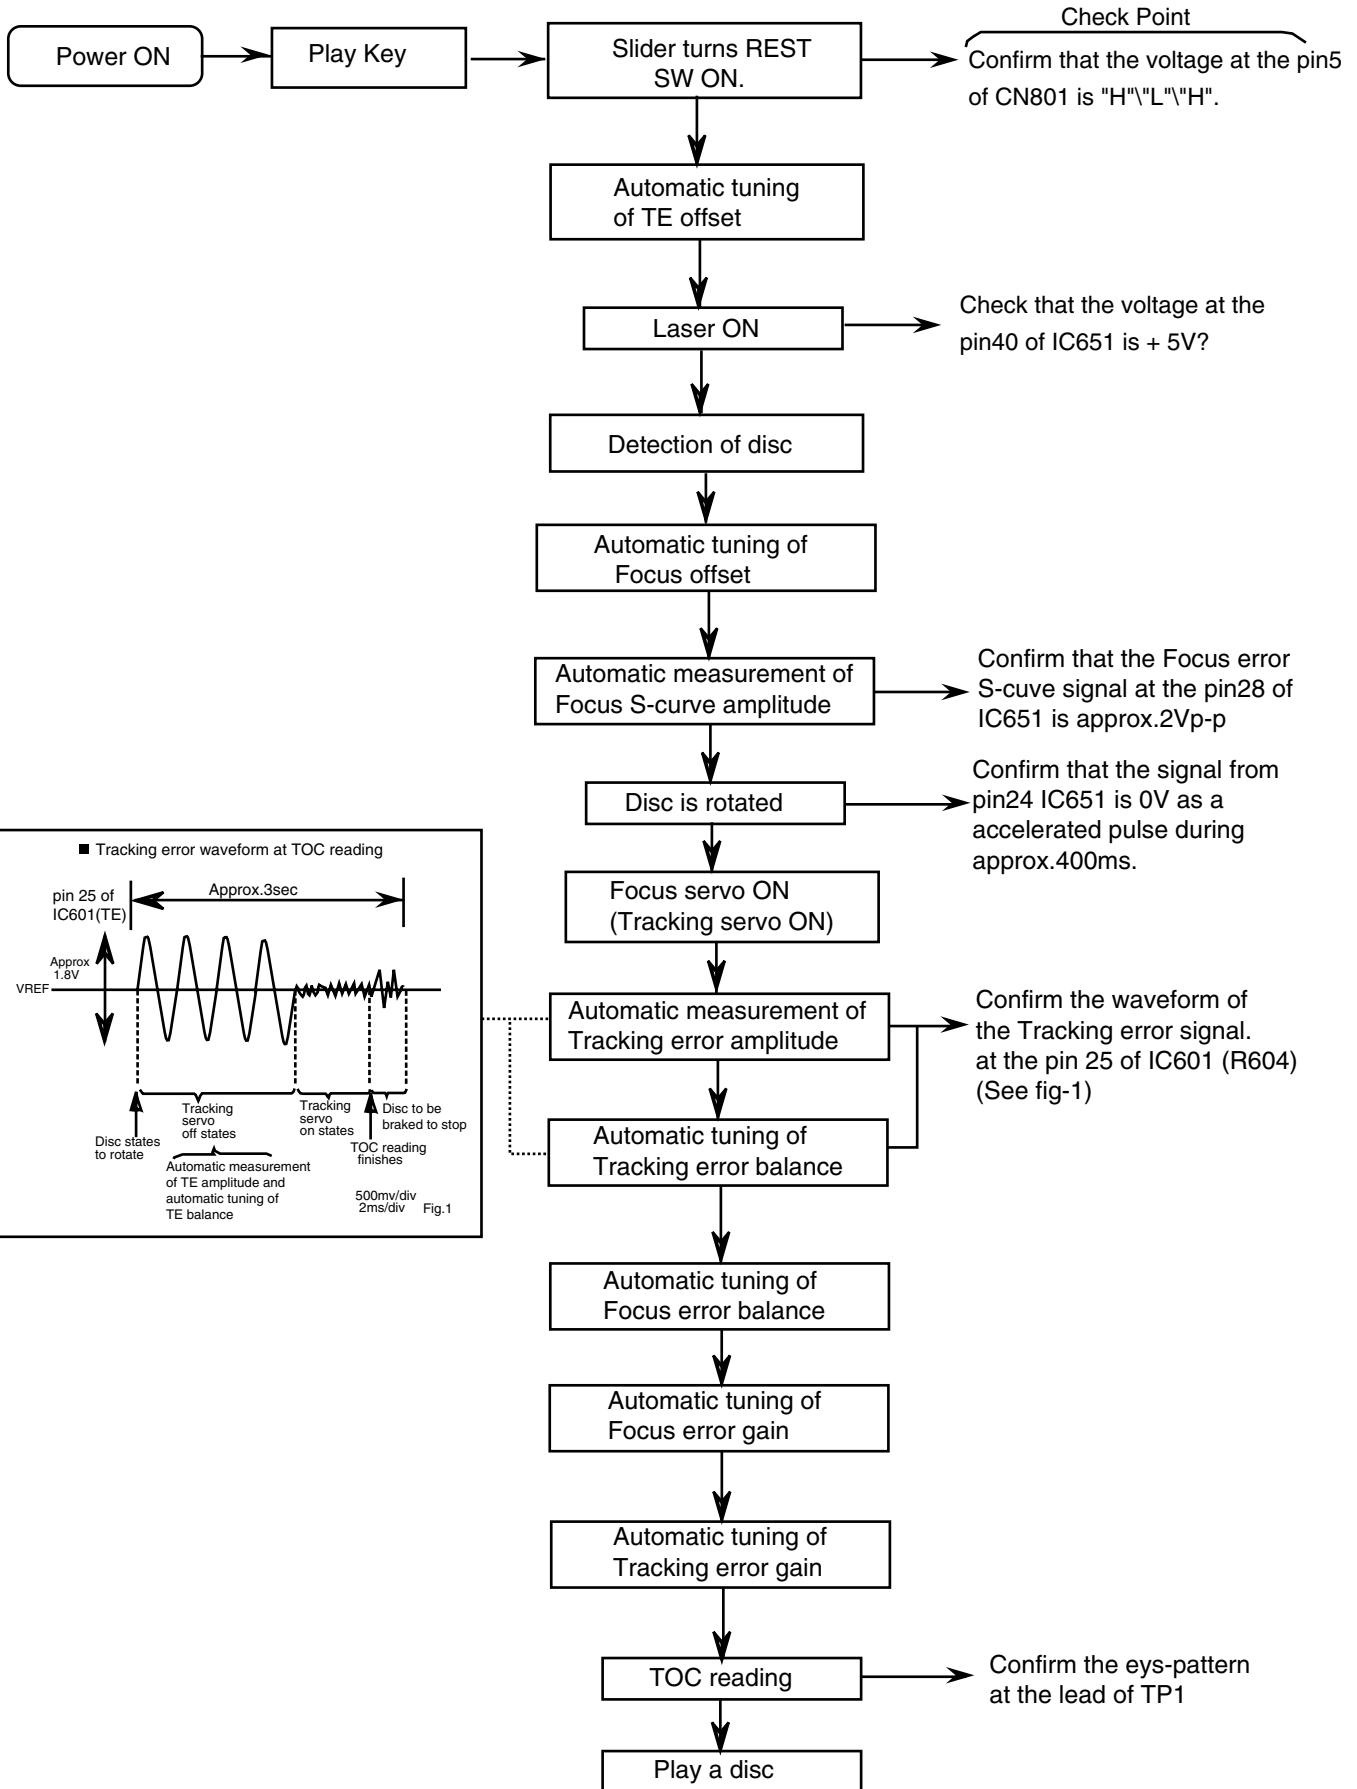 Check Point
Power ON
Play Key
Slider turns REST
SW ON.
Confirm that the voltage at the pin5
of CN801 is "H"\"L"\"H".
Automatic tuning
of TE offset
Laser ON
Check that the voltage at the
pin40 of IC651 is + 5V?
Detection of disc
Automatic tuning of
Focus offset
Automatic measurement of
Focus S-curve amplitude
Confirm that the Focus error
S-cuve signal at the pin28 of
IC651 is approx.2Vp-p
Disc is rotated
Confirm that the signal from
pin24 IC651 is 0V as a
accelerated pulse during
approx.400ms.
Focus servo ON
(Tracking servo ON)
■ Tracking error waveform at TOC reading
pin 25 of
IC601(TE)
Approx.3sec
Approx
1.8V
VREF
Disc states
to rotate
Tracking
servo
off states
Tracking
servo
on states
Disc to be
braked to stop
TOC reading
finishes
Automatic measurement
of TE amplitude and
automatic tuning of
TE balance
500mv/div
2ms/div
Fig.1
Automatic measurement of
Tracking error amplitude
Confirm the waveform of
the Tracking error signal.
at the pin 25 of IC601 (R604)
(See fig-1)
Automatic tuning of
Tracking error balance
Automatic tuning of
Focus error balance
Automatic tuning of
Focus error gain
Automatic tuning of
Tracking error gain
TOC reading
Confirm the eys-pattern
at the lead of TP1
Play a disc